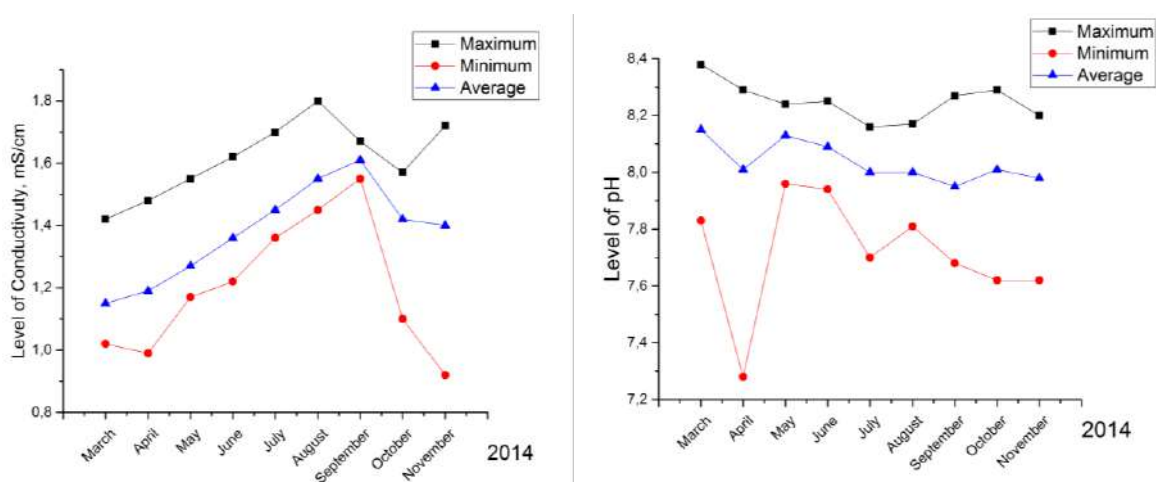 Maximum
Minimum
Average
Level of Conductivity, mS/cm
1,8
1,6
1,4
1,2
1,0
0,8
March
April
May
June
July
August
September
October
November
2014
Maximum
Minimum
Average
Level of pH
8,4
8,2
8,0
7,8
7,6
7,4
7,2
March
April
May
June
July
August
September
October
November
2014